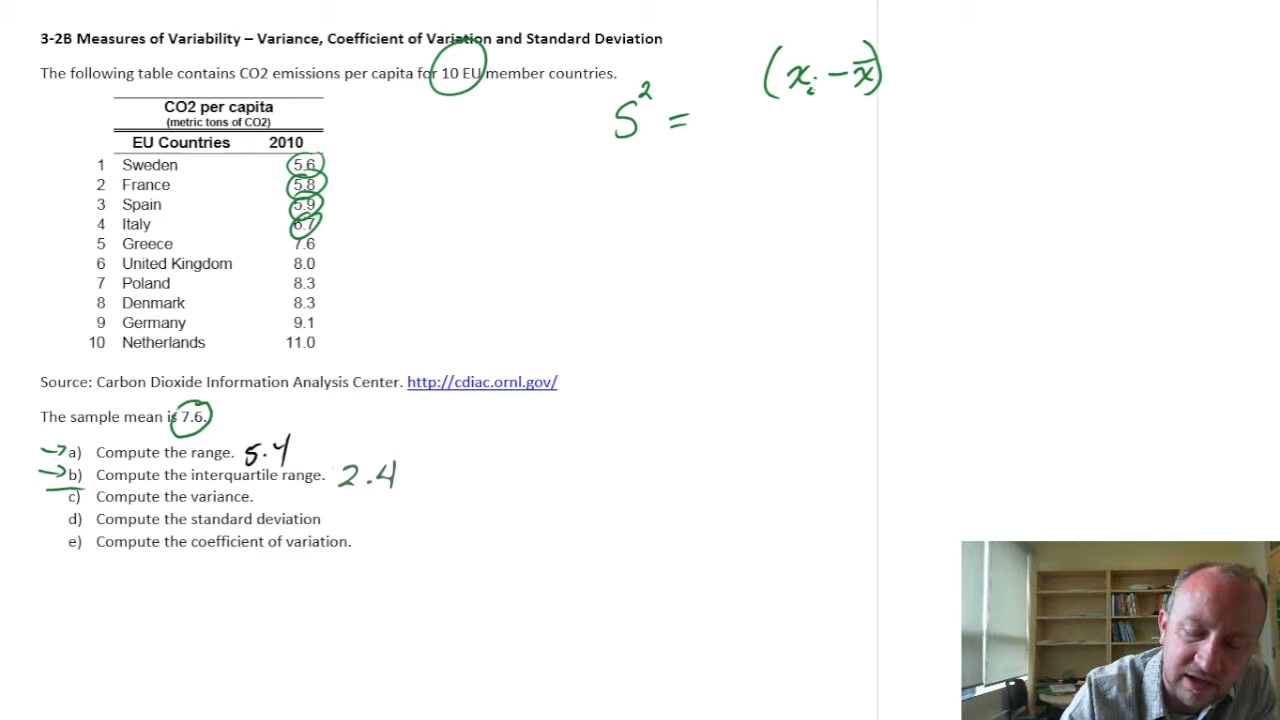 3-2B Measures of Variability – Variance, Coefficient of Variation and Standard Deviation
The following table contains CO2 emissions per capita for 10 EU member countries.
(xi - x̄)
S² =
CO2 per capita
(metric tons of CO2)
EU Countries 2010
1 Sweden 5.6
2 France 5.8
3 Spain 5.9
4 Italy 6.7
5 Greece 7.6
6 United Kingdom 8.0
7 Poland 8.3
8 Denmark 8.3
9 Germany 9.1
10 Netherlands 11.0
Source: Carbon Dioxide Information Analysis Center. http://cdiac.ornl.gov/
The sample mean is 7.6.
a) Compute the range. 5.4
b) Compute the interquartile range. 2.4
c) Compute the variance.
d) Compute the standard deviation
e) Compute the coefficient of variation.